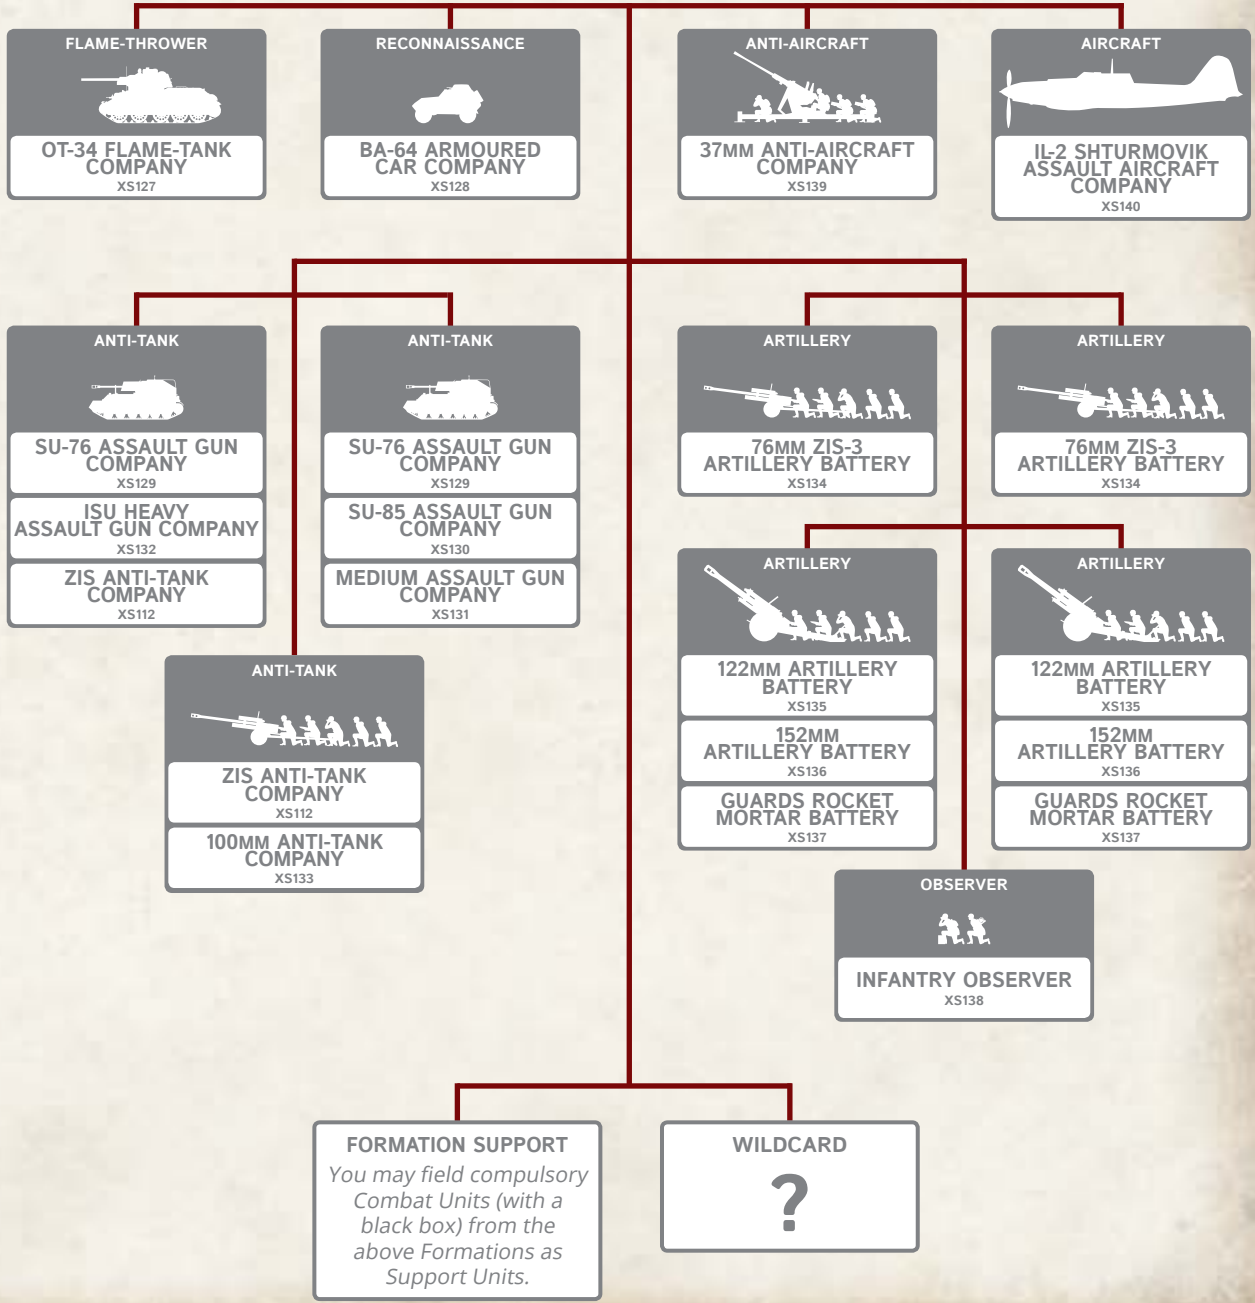 FLAME-THROWER
OT-34 FLAME-TANK
COMPANY
XS127
RECONNAISSANCE
BA-64 ARMOURED
CAR COMPANY
XS128
ANTI-AIRCRAFT
37MM ANTI-AIRCRAFT
COMPANY
XS139
AIRCRAFT
IL-2 SHTURMOVIK
ASSAULT AIRCRAFT
COMPANY
XS140
ANTI-TANK
SU-76 ASSAULT GUN
COMPANY
XS129
ISU HEAVY
ASSAULT GUN COMPANY
XS132
ZIS ANTI-TANK
COMPANY
XS112
ANTI-TANK
SU-76 ASSAULT GUN
COMPANY
XS129
SU-85 ASSAULT GUN
COMPANY
XS130
MEDIUM ASSAULT GUN
COMPANY
XS131
ANTI-TANK
ZIS ANTI-TANK
COMPANY
XS112
100MM ANTI-TANK
COMPANY
XS133
ARTILLERY
76MM ZIS-3
ARTILLERY BATTERY
XS134
ARTILLERY
76MM ZIS-3
ARTILLERY BATTERY
XS134
ARTILLERY
122MM ARTILLERY
BATTERY
XS135
152MM
ARTILLERY BATTERY
XS136
GUARDS ROCKET
MORTAR BATTERY
XS137
ARTILLERY
122MM ARTILLERY
BATTERY
XS135
152MM
ARTILLERY BATTERY
XS136
GUARDS ROCKET
MORTAR BATTERY
XS137
OBSERVER
INFANTRY OBSERVER
XS138
FORMATION SUPPORT
You may field compulsory
Combat Units (with a
black box) from the
above Formations as
Support Units.
WILDCARD
?